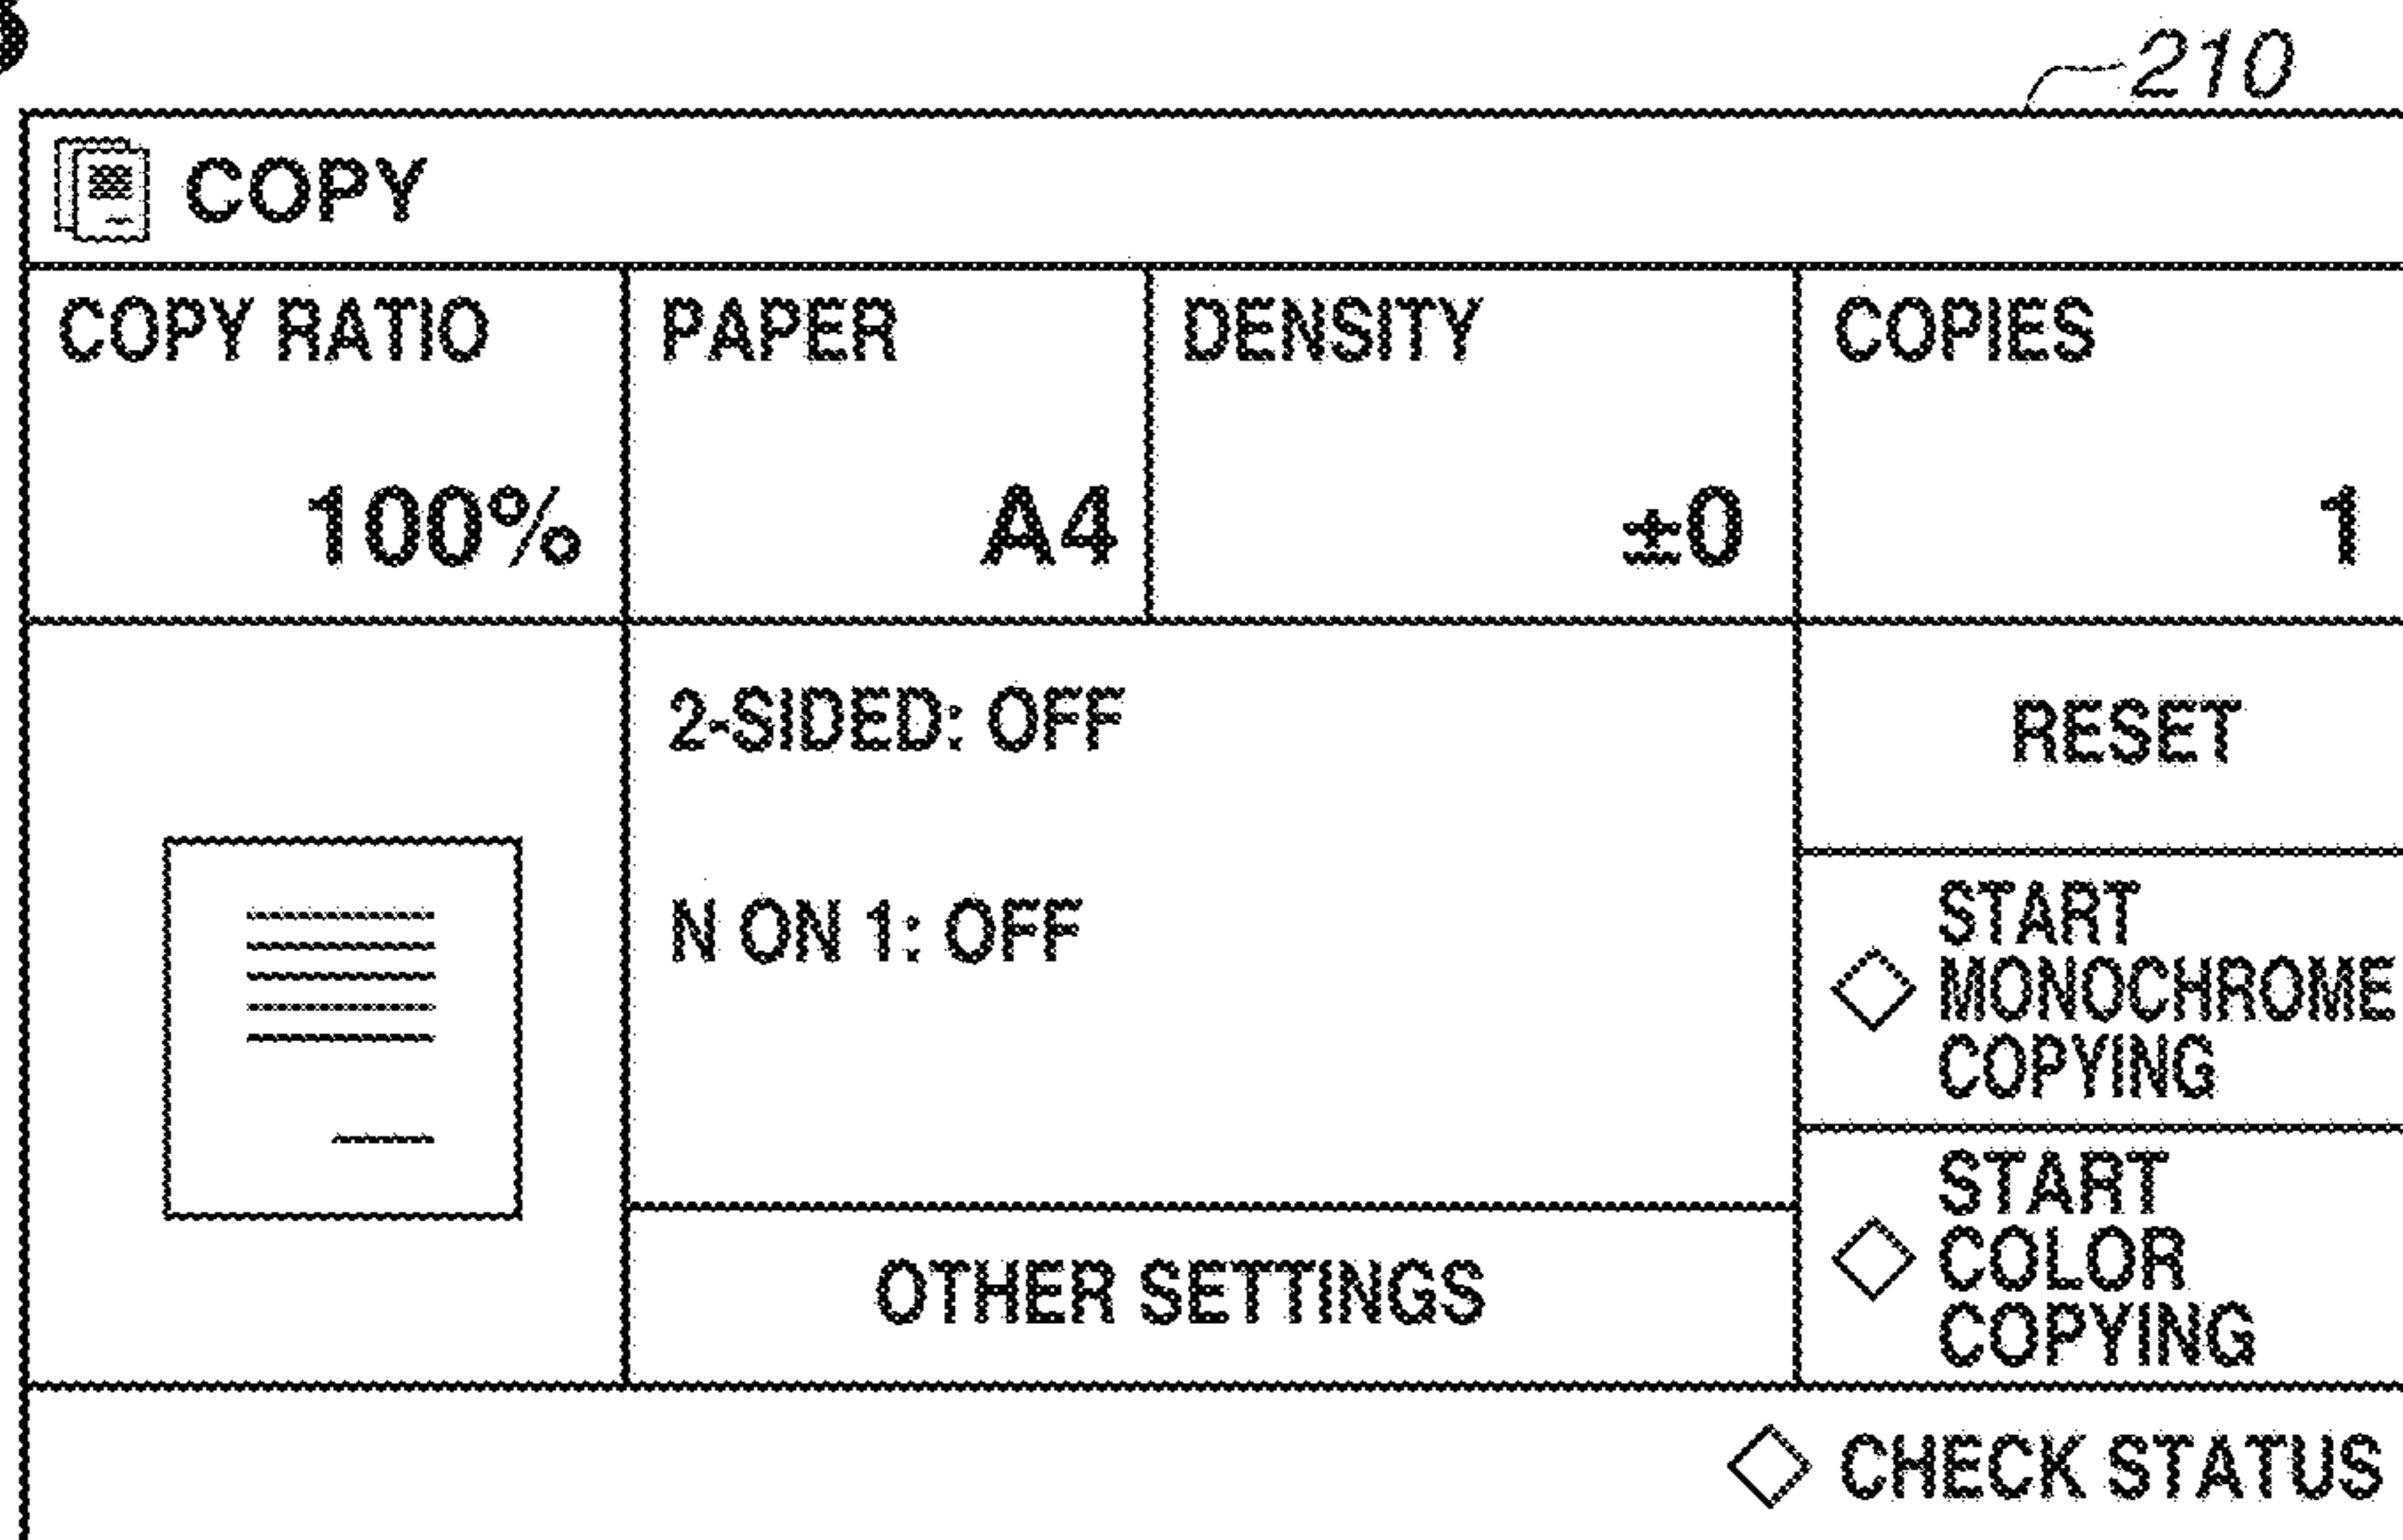 210
COPY
COPY RATIO PAPER DENSITY COPIES
100% A4 ±0 1
2-SIDED: OFF
N ON 1: OFF
OTHER SETTINGS
RESET
START
MONOCHROME
COPYING
START
COLOR
COPYING
CHECK STATUS